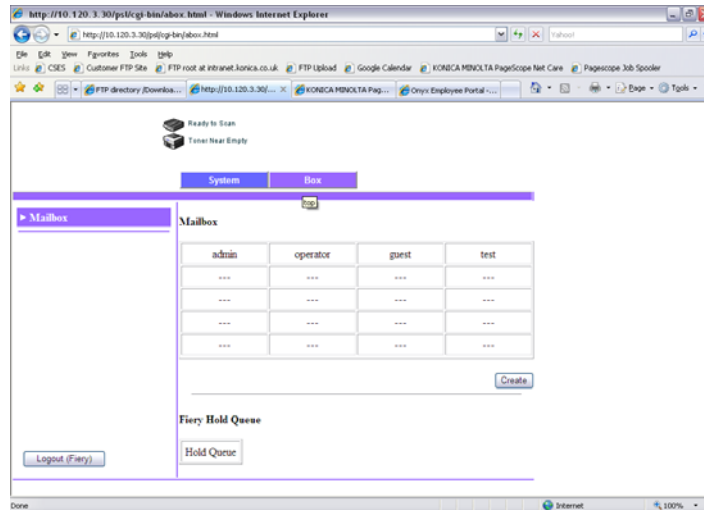 http://10.120.3.30/psl/cgi-bin/abox.html - Windows Internet Explorer
http://10.120.3.30/psl/cgi-bin/abox.html
Yahoo!
File Edit View Favorites Tools Help
Links CSES Customer FTP Site FTP root at intranet.konica.co.uk FTP Upload Google Calendar KONICA MINOLTA PageScope Net Care Pagescope Job Spooler
FTP directory /Downloa... http://10.120.3.30/... KONICA MINOLTA Pag... Onyx Employee Portal -... Page Tools
Ready to Scan
Toner Near Empty
System Box
top
Mailbox
Mailbox
admin operator guest test
--- --- --- ---
--- --- --- ---
--- --- --- ---
--- --- --- ---
Create
Fiery Hold Queue
Hold Queue
Logout (Fiery)
Done Internet 100%